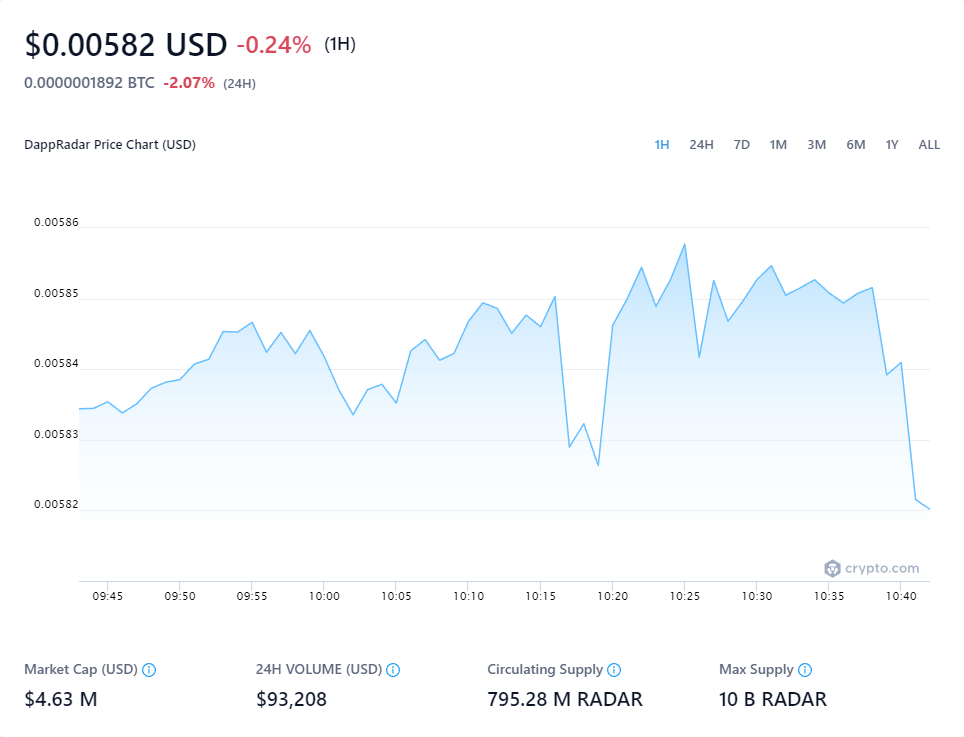 $0.00582 USD -0.24% (1H)
0.0000001892 BTC -2.07% (24H)
DappRadar Price Chart (USD)
1H 24H 7D 1M 3M 6M 1Y ALL
0.00586
0.00585
0.00584
0.00583
0.00582
crypto.com
09:45 09:50 09:55 10:00 10:05 10:10 10:15 10:20 10:25 10:30 10:35 10:40
Market Cap (USD) 24H VOLUME (USD) Circulating Supply Max Supply
$4.63 M $93,208 795.28 M RADAR 10 B RADAR